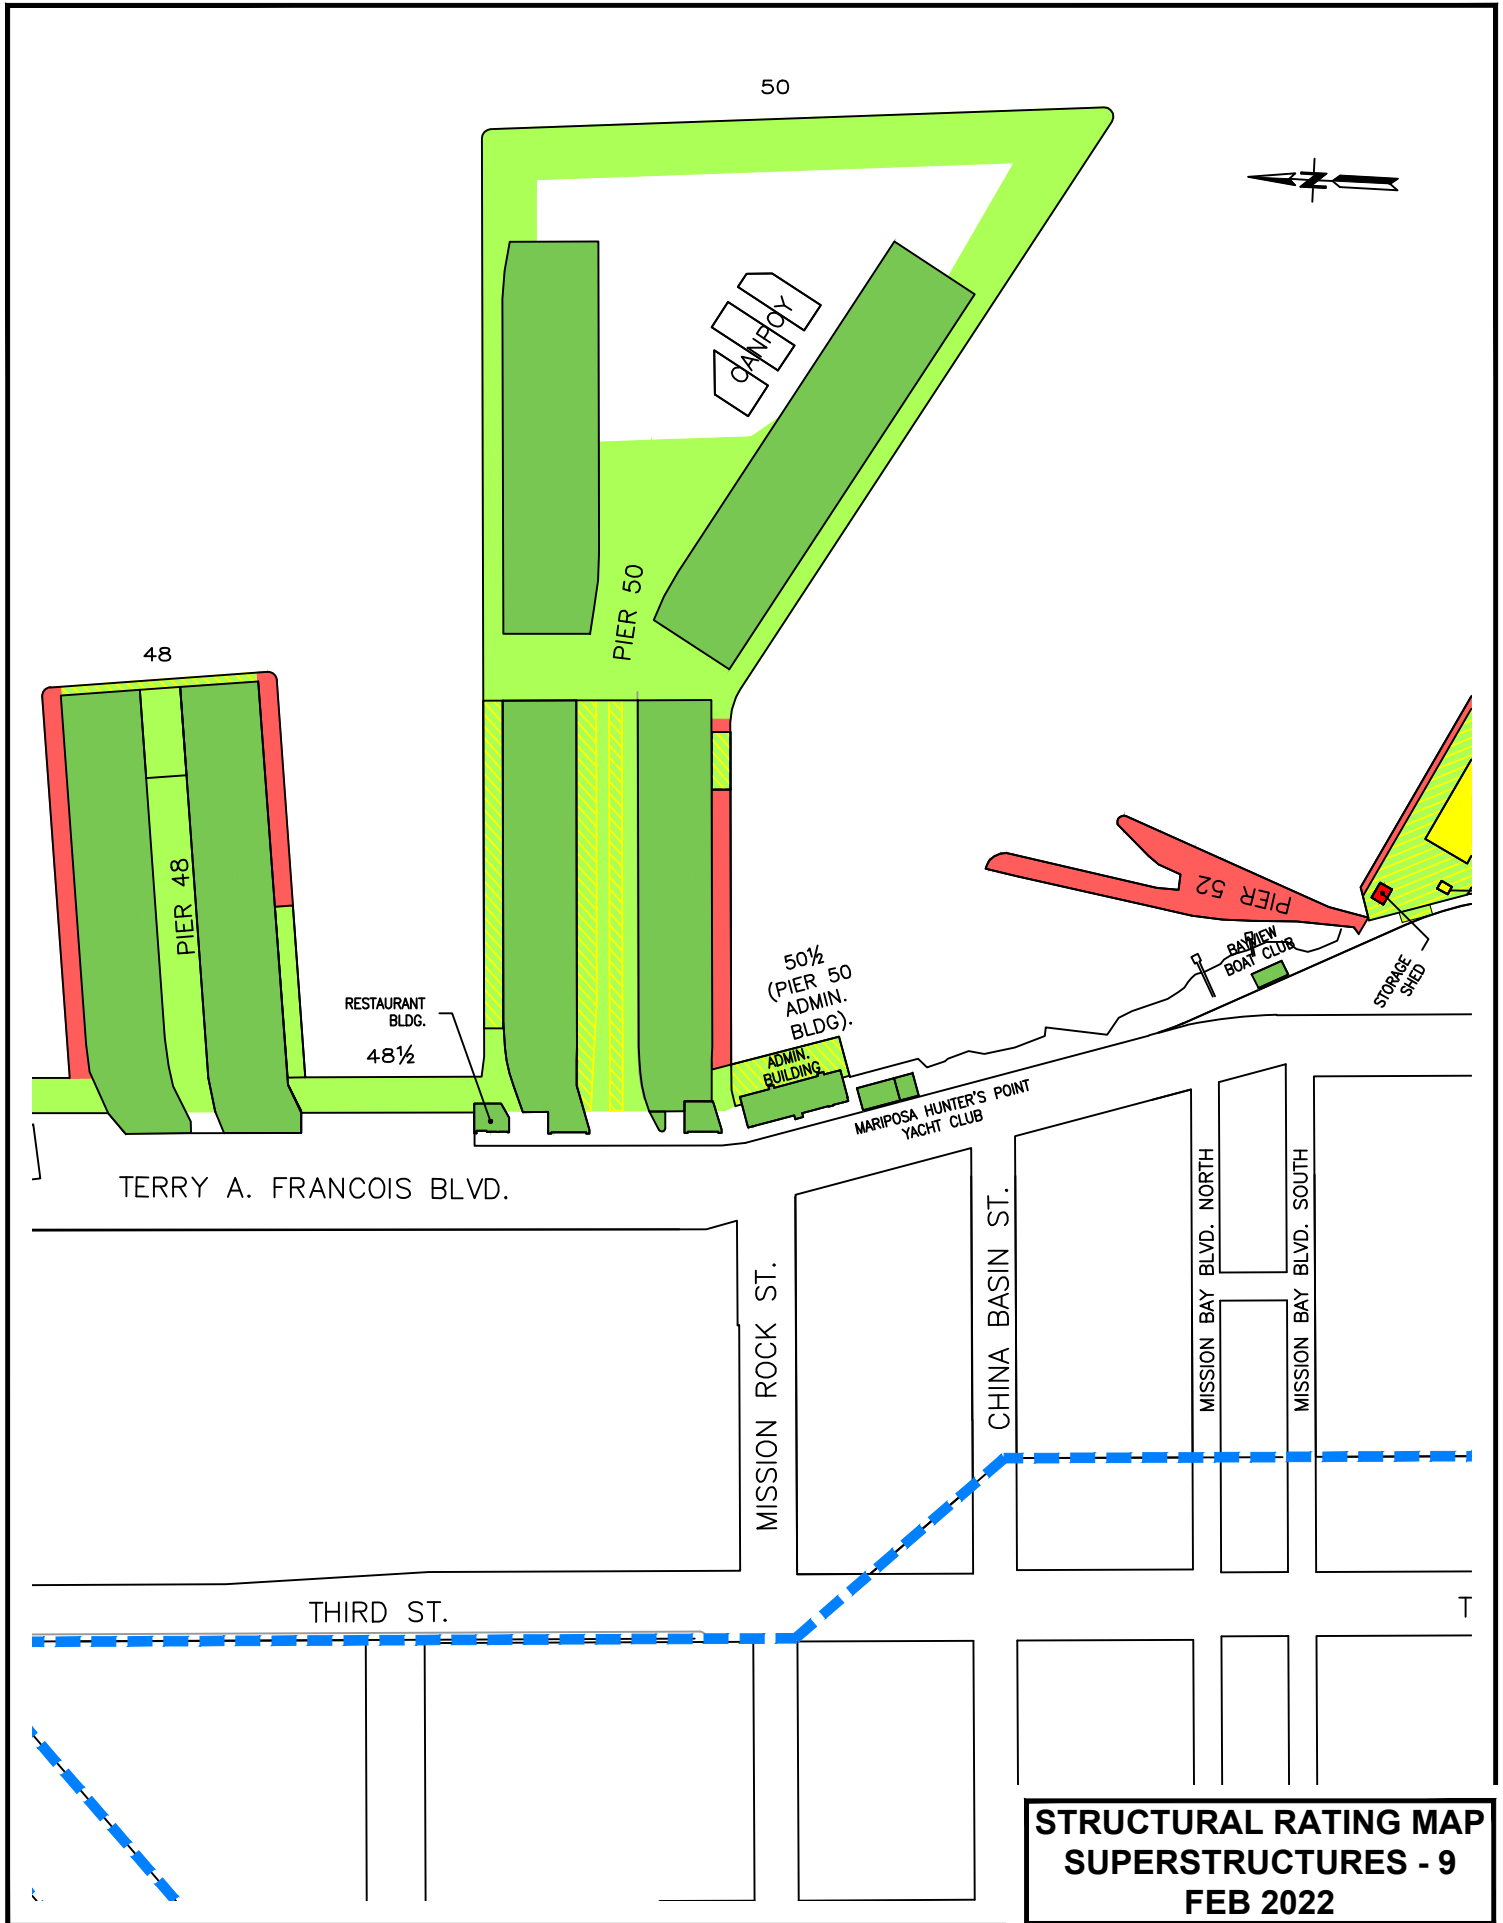 50
N
CANPOY
PIER 50
48
PIER 48
PIER 52
50½
(PIER 50
ADMIN.
BLDG).
BAYVIEW
BOAT CLUB
STORAGE
SHED
RESTAURANT
BLDG.
48½
ADMIN.
BUILDING
MARIPOSA HUNTER'S POINT
YACHT CLUB
TERRY A. FRANCOIS BLVD.
MISSION ROCK ST.
CHINA BASIN ST.
MISSION BAY BLVD. NORTH
MISSION BAY BLVD. SOUTH
THIRD ST.
T
STRUCTURAL RATING MAP
SUPERSTRUCTURES - 9
FEB 2022